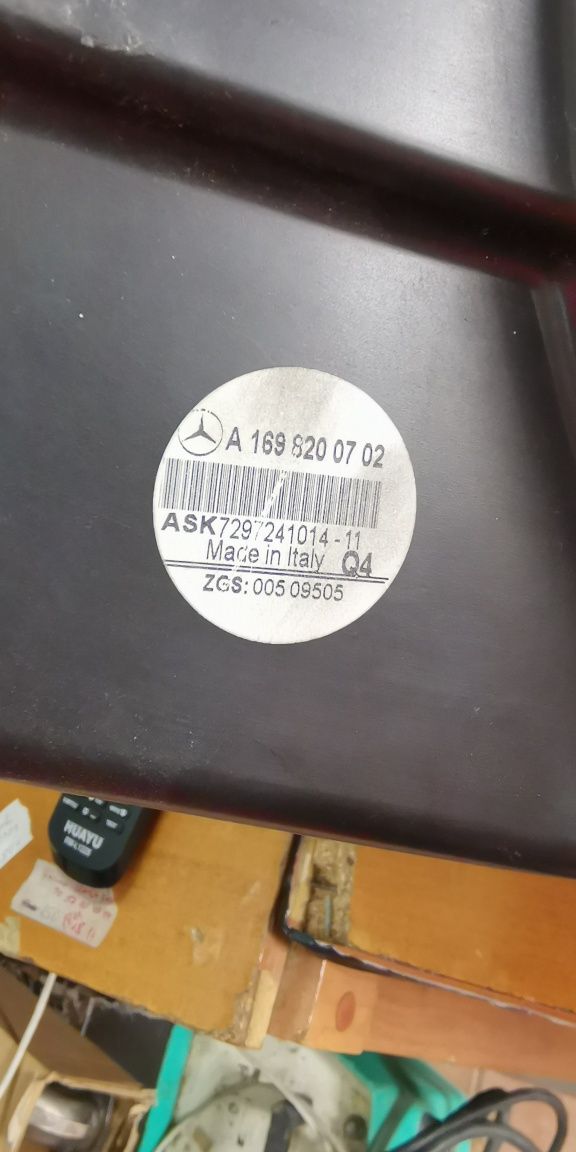 A 169 820 07 02
ASK7297241014-11
Made in Italy Q4
ZGS: 005 09505
HUAYU